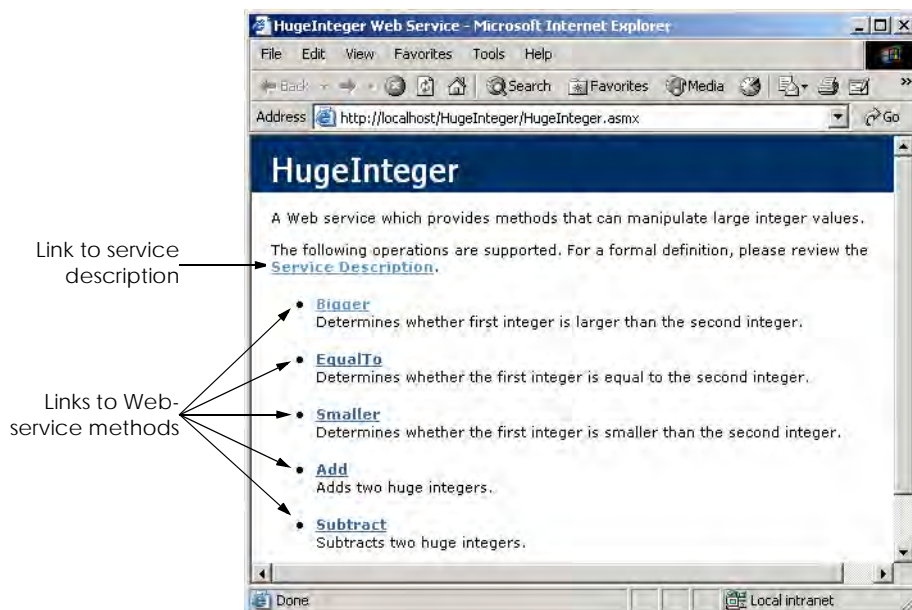 HugeInteger Web Service - Microsoft Internet Explorer
File Edit View Favorites Tools Help
Back Search Favorites Media »
Address http://localhost/HugeInteger/HugeInteger.asmx Go
HugeInteger
A Web service which provides methods that can manipulate large integer values.
The following operations are supported. For a formal definition, please review the
Service Description.
Link to service
description
• Bigger
Determines whether first integer is larger than the second integer.
• EqualTo
Determines whether the first integer is equal to the second integer.
• Smaller
Determines whether the first integer is smaller than the second integer.
Links to Web-
service methods
• Add
Adds two huge integers.
• Subtract
Subtracts two huge integers.
Done Local intranet